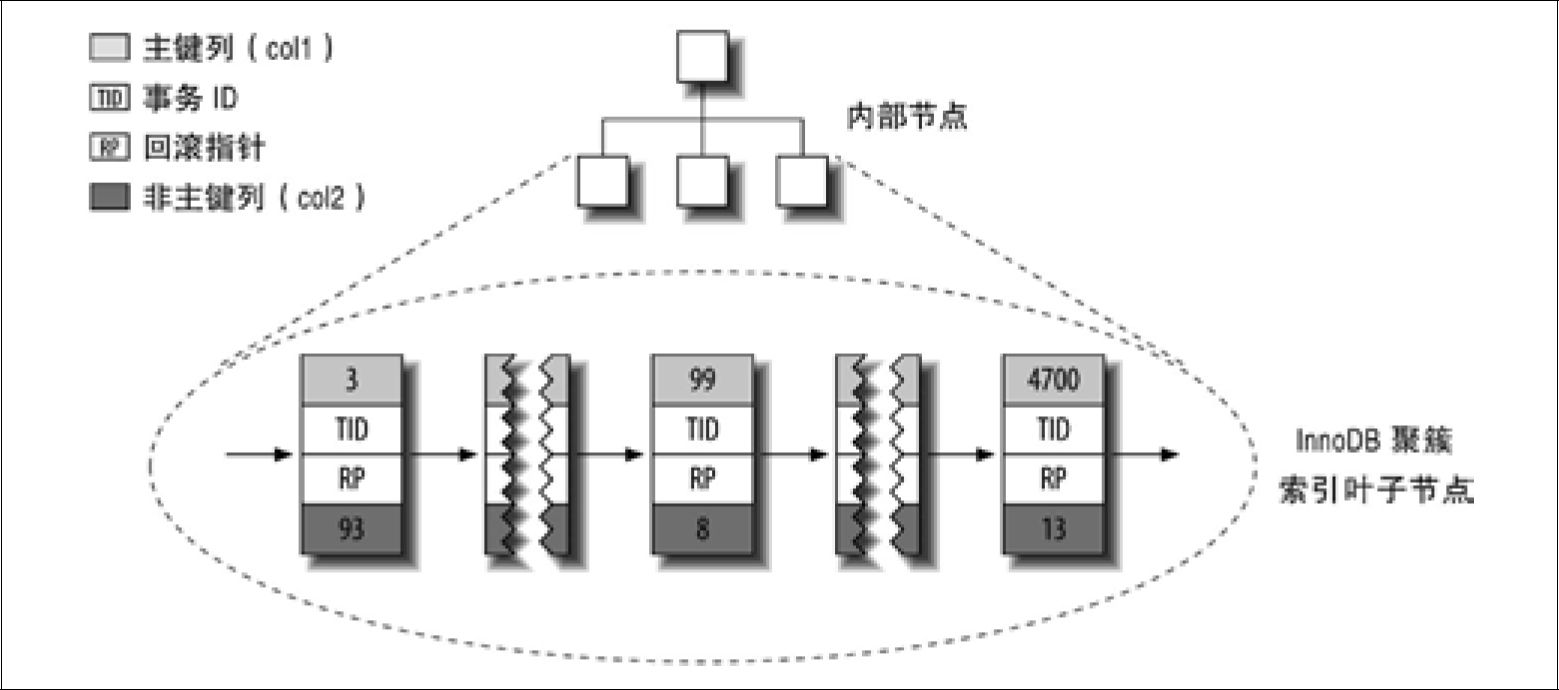 主键列（col1）
TID 事务 ID
RP 回滚指针
非主键列（col2）
内部节点
3 99 4700
TID TID TID
RP RP RP
93 8 13
InnoDB 聚簇
索引叶子节点